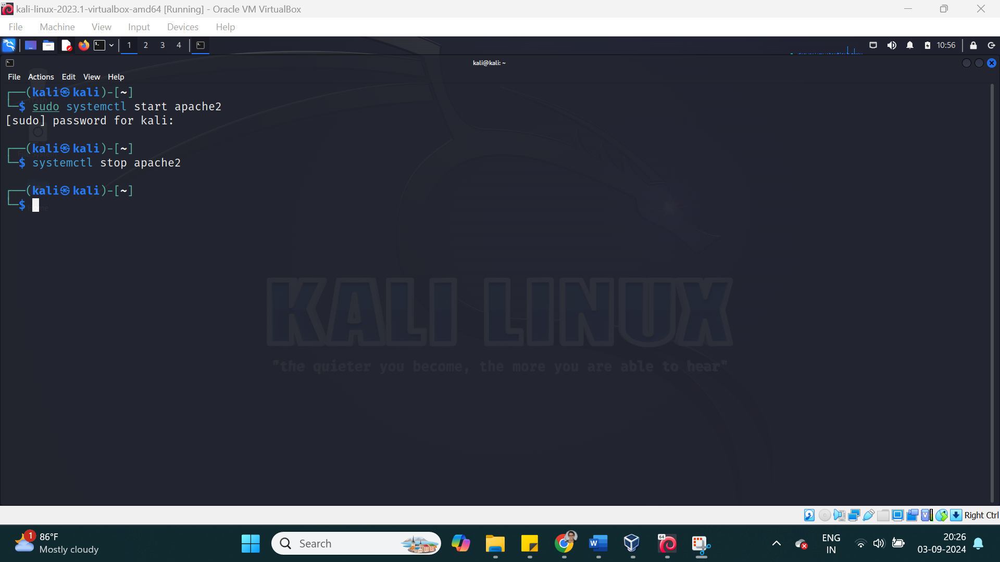 kali-linux-2023.1-virtualbox-amd64 [Running] - Oracle VM VirtualBox
File Machine View Input Devices Help
1 2 3 4 10:56
kali@kali: ~
File Actions Edit View Help
┌──(kali㉿kali)-[~]
└─$ sudo systemctl start apache2
[sudo] password for kali:
┌──(kali㉿kali)-[~]
└─$ systemctl stop apache2
┌──(kali㉿kali)-[~]
└─$
KALI LINUX
"the quieter you become, the more you are able to hear"
Right Ctrl
1 86°F
Mostly cloudy
Search
64
ENG
IN
20:26
03-09-2024